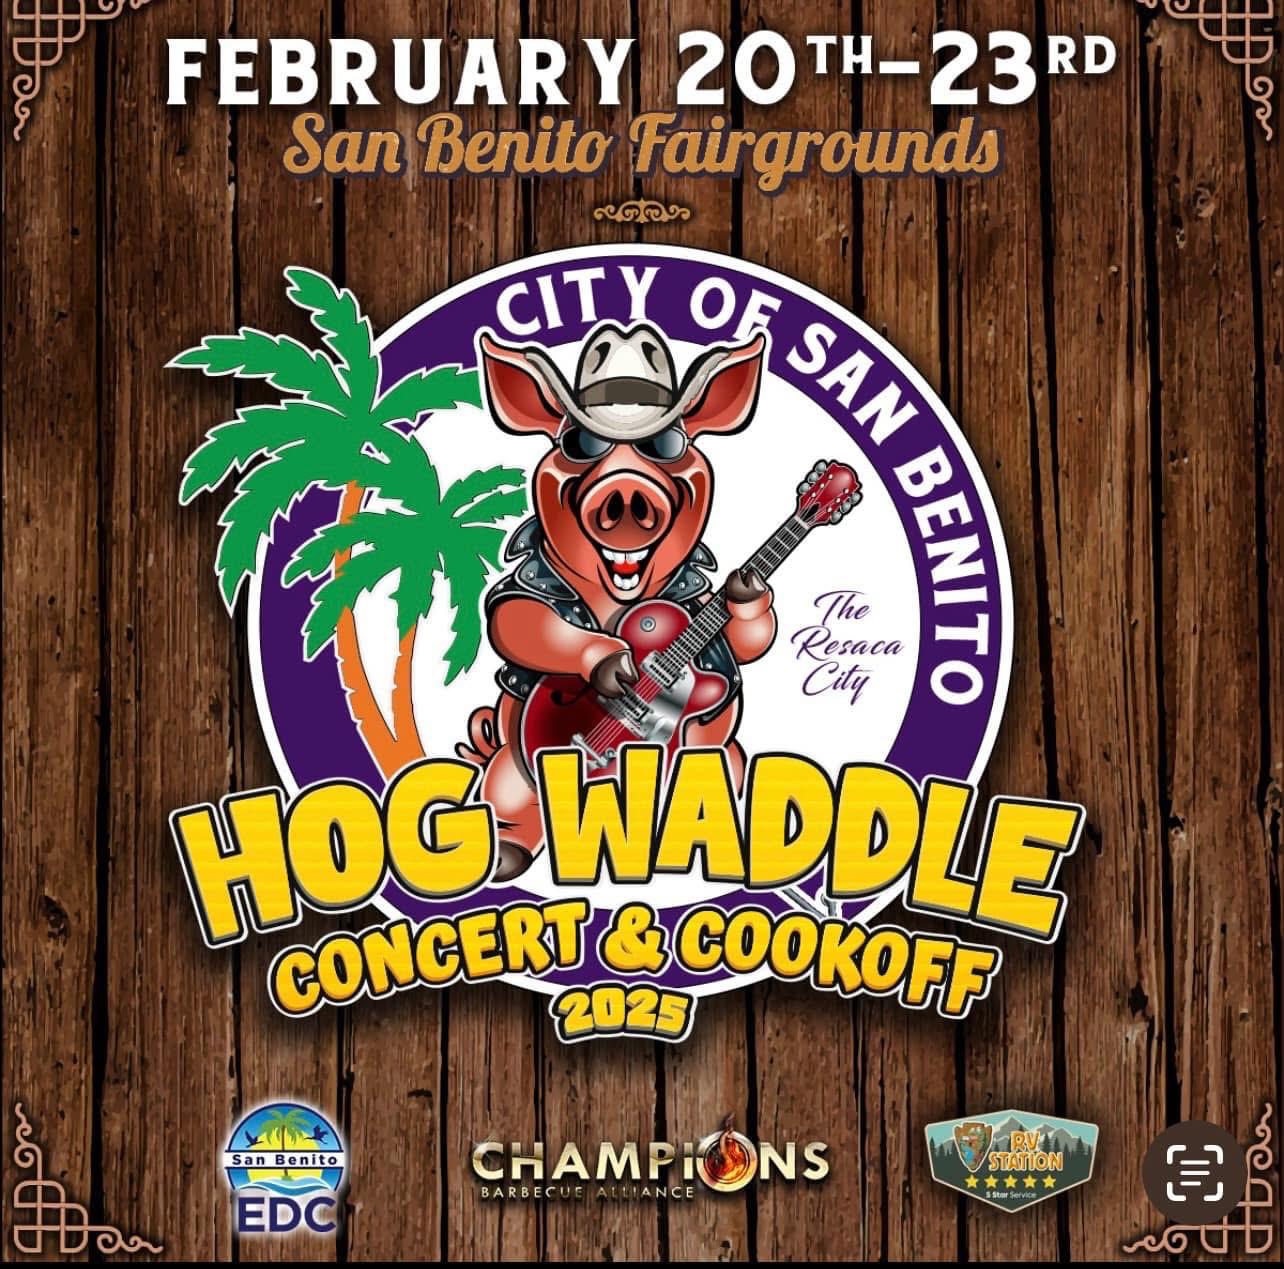 FEBRUARY 20TH-23RD
San Benito Fairgrounds
CITY OF SAN BENITO
The
Resaca
City
HOG WADDLE
CONCERT & COOKOFF
2025
San Benito
EDC
CHAMPIONS
BARBECUE ALLIANCE
RV
STATION
5 Star Service